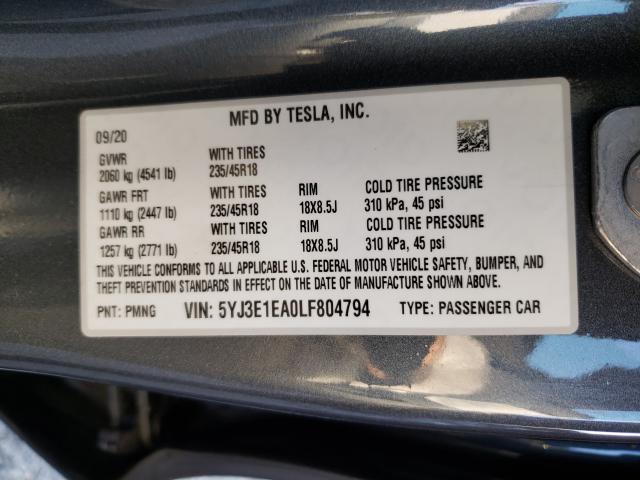 MFD BY TESLA, INC.
09/20
GVWR WITH TIRES
2060 kg (4541 lb) 235/45R18
GAWR FRT WITH TIRES RIM COLD TIRE PRESSURE
1110 kg (2447 lb) 235/45R18 18X8.5J 310 kPa, 45 psi
GAWR RR WITH TIRES RIM COLD TIRE PRESSURE
1257 kg (2771 lb) 235/45R18 18X8.5J 310 kPa, 45 psi
THIS VEHICLE CONFORMS TO ALL APPLICABLE U.S. FEDERAL MOTOR VEHICLE SAFETY, BUMPER, AND
THEFT PREVENTION STANDARDS IN EFFECT ON THE DATE OF MANUFACTURE SHOWN ABOVE.
PNT: PMNG VIN: 5YJ3E1EA0LF804794 TYPE: PASSENGER CAR